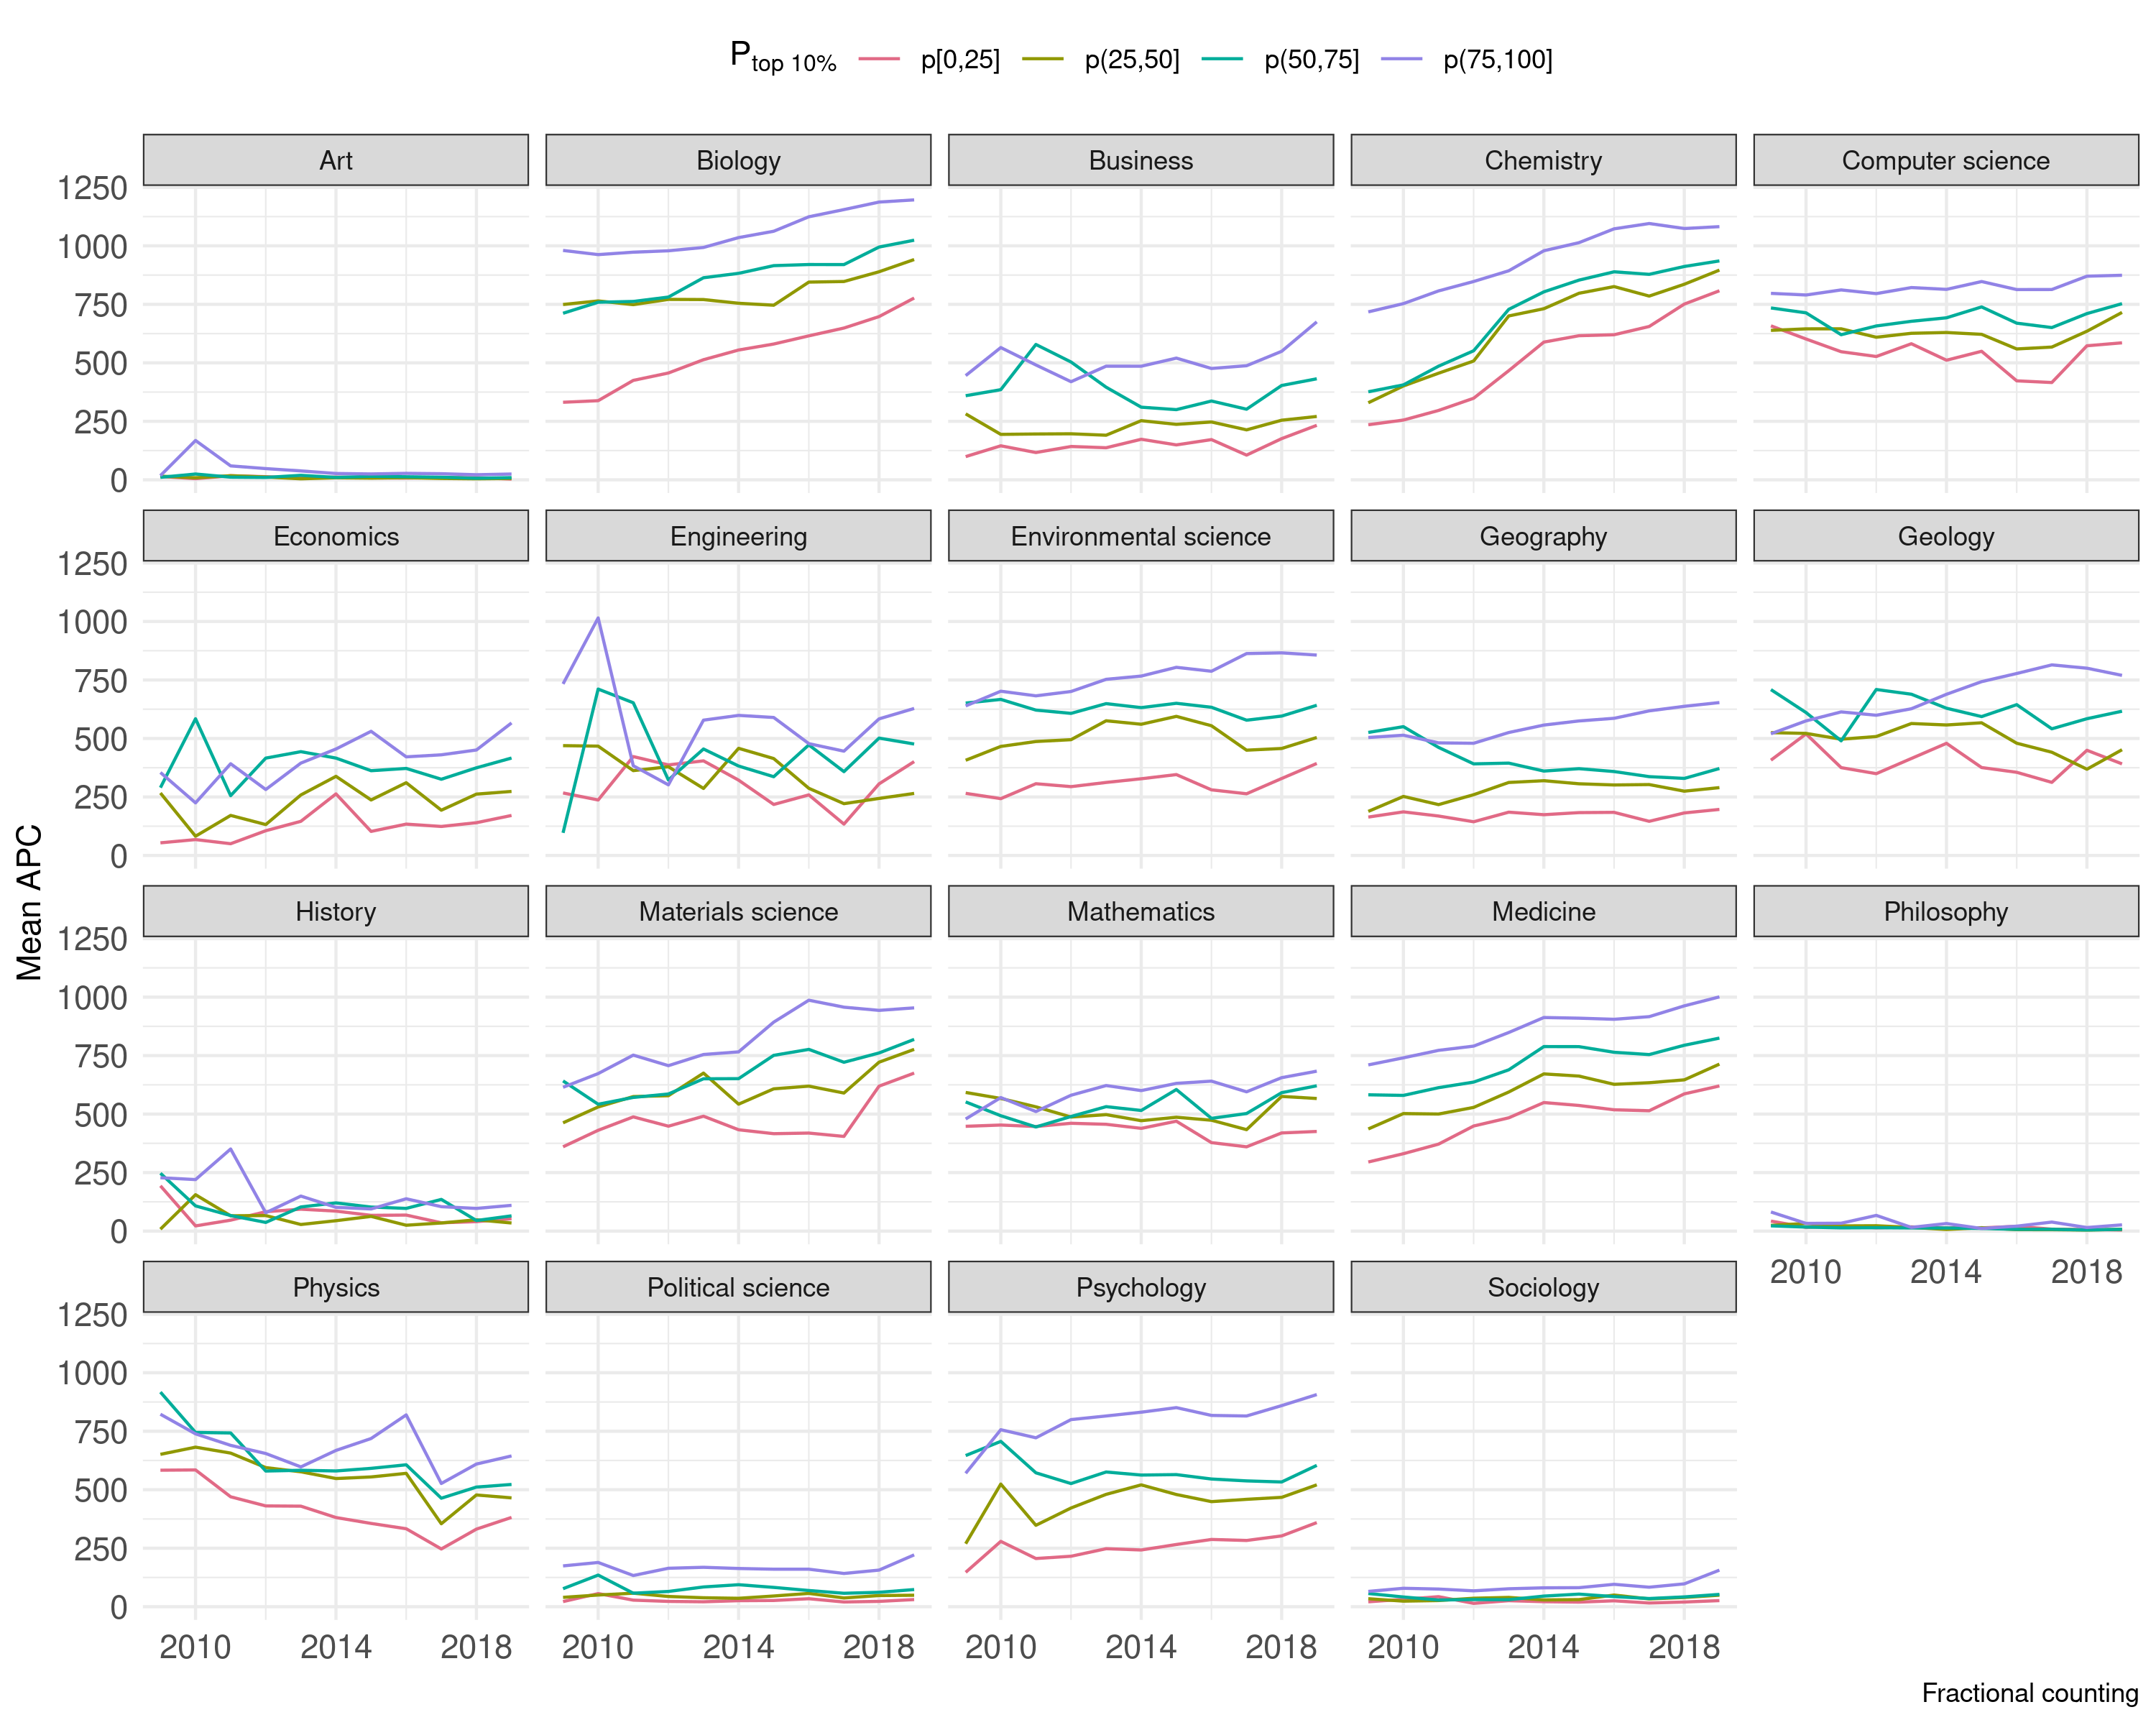 P top 10% p[0,25] p(25,50] p(50,75] p(75,100]
Art Biology Business Chemistry Computer science
1250
1000
750
500
250
0
Economics Engineering Environmental science Geography Geology
1250
1000
750
500
250
0
Mean APC
History Materials science Mathematics Medicine Philosophy
1250
1000
750
500
250
0
2010 2014 2018
Physics Political science Psychology Sociology
1250
1000
750
500
250
0
2010 2014 2018 2010 2014 2018 2010 2014 2018 2010 2014 2018
Fractional counting